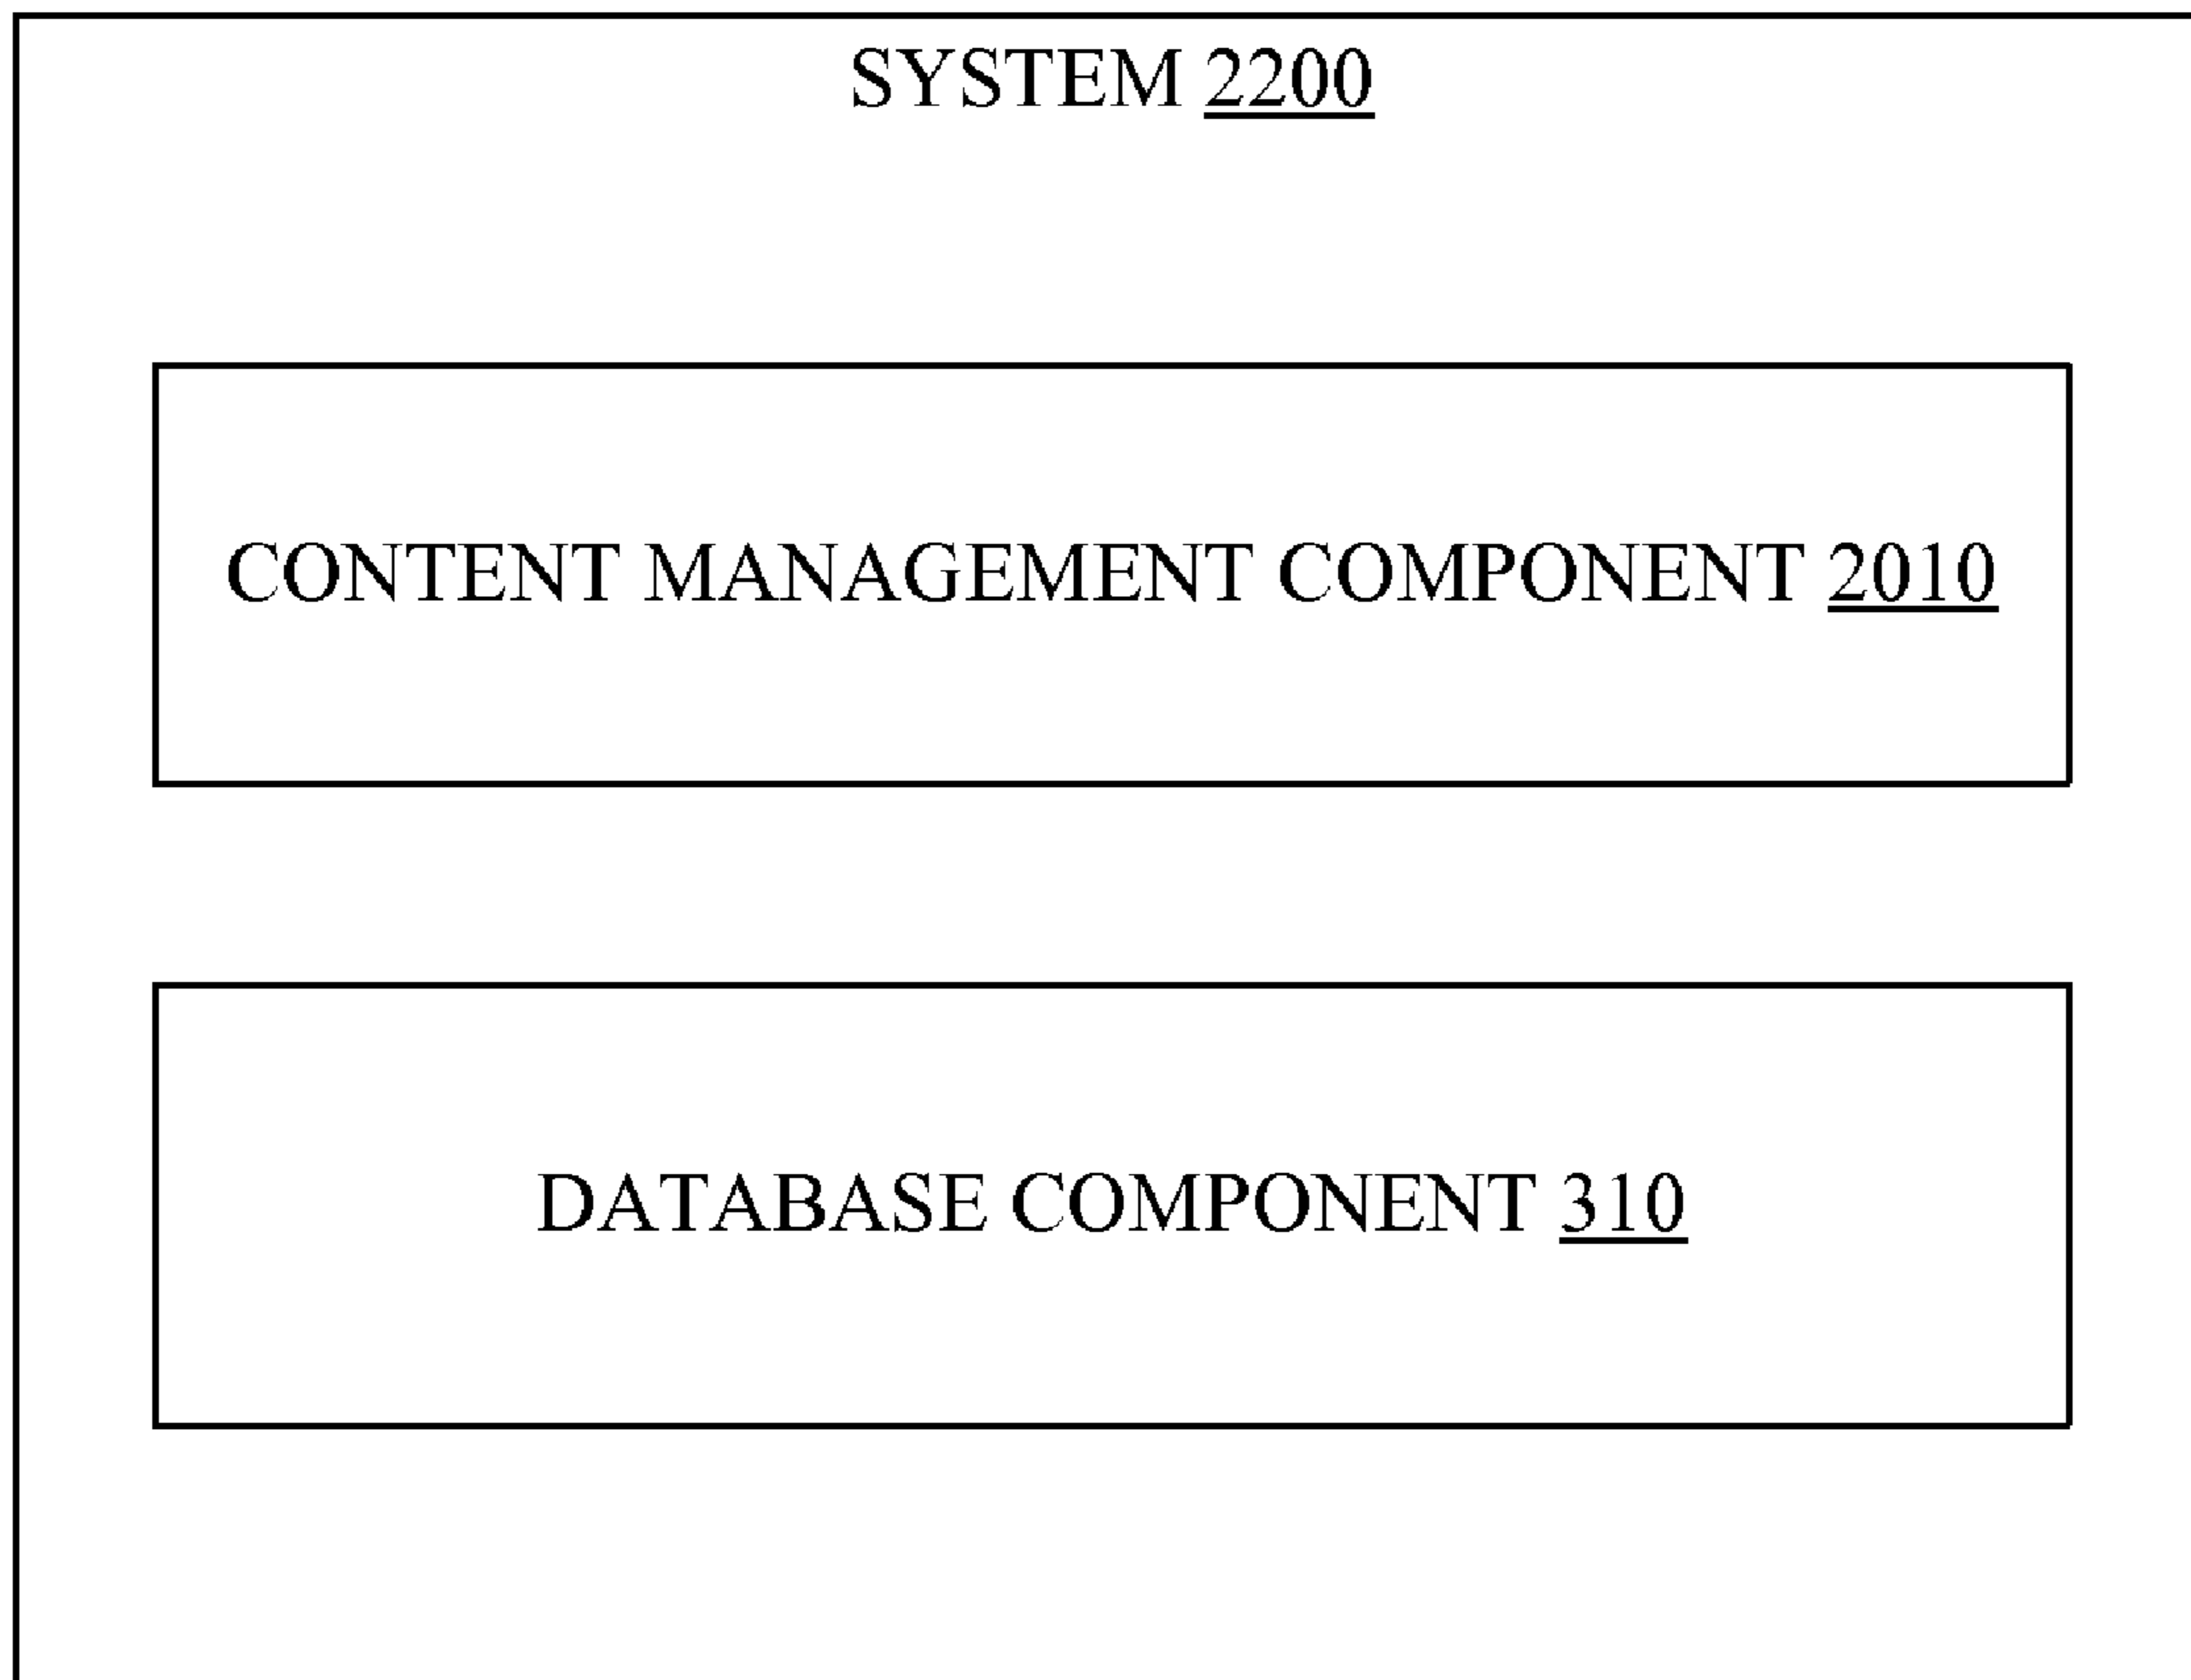 SYSTEM 2200
CONTENT MANAGEMENT COMPONENT 2010
DATABASE COMPONENT 310